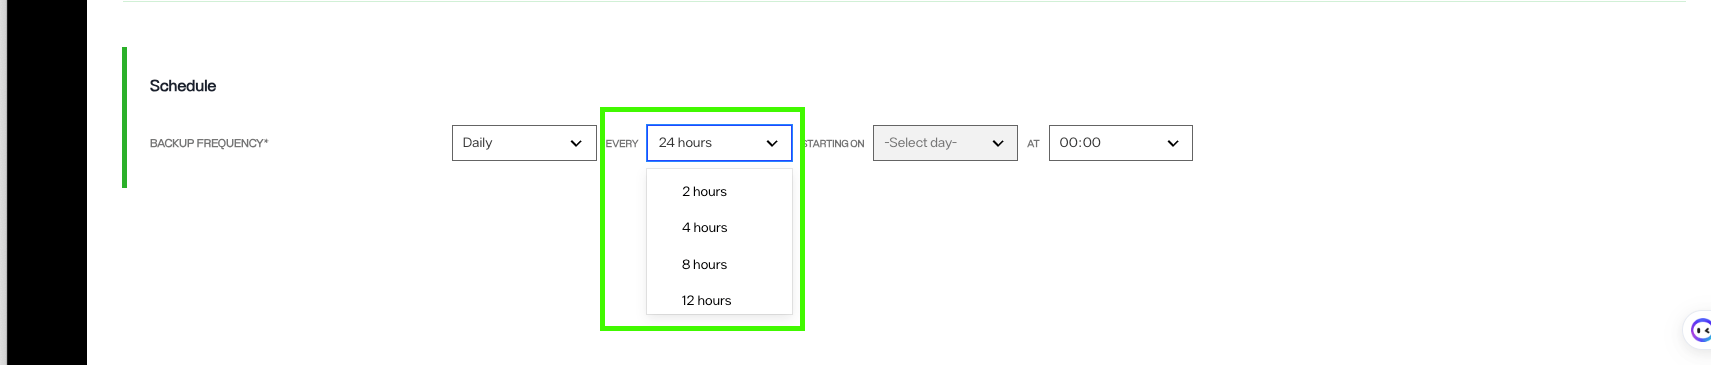 Schedule
BACKUP FREQUENCY* Daily EVERY 24 hours STARTING ON -Select day- AT 00:00
2 hours
4 hours
8 hours
12 hours